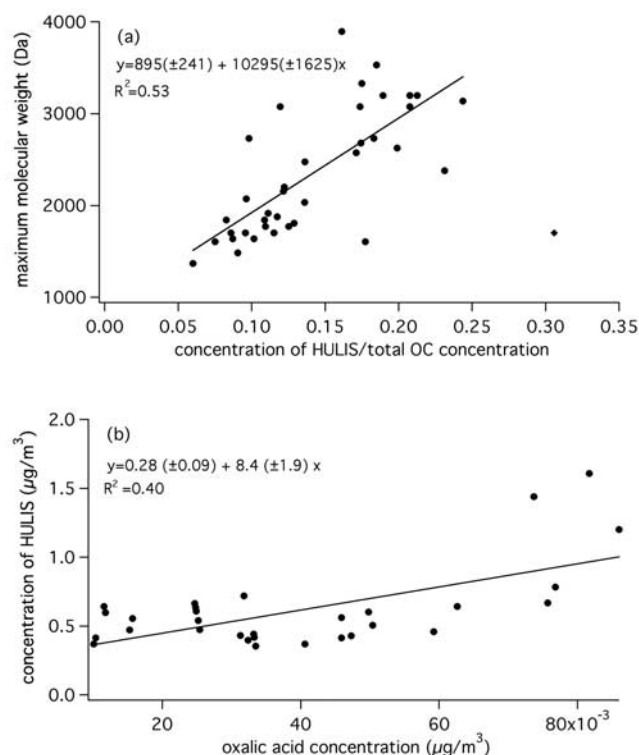 (a)
y=895(±241) + 10295(±1625)x
R²=0.53
maximum molecular weight (Da)
4000
3000
2000
1000
0.00 0.05 0.10 0.15 0.20 0.25 0.30 0.35
concentration of HULIS/total OC concentration
(b)
y=0.28 (±0.09) + 8.4 (±1.9) x
R² =0.40
concentration of HULIS (µg/m³)
2.0
1.5
1.0
0.5
0.0
20 40 60 80x10⁻³
oxalic acid concentration (µg/m³)